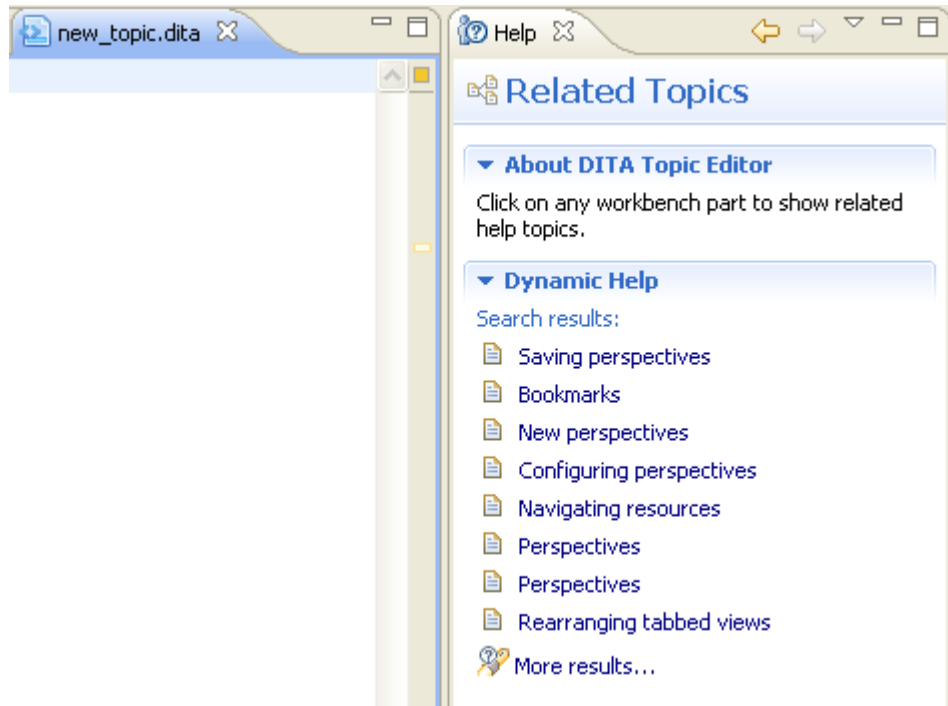 new_topic.dita
Help
Related Topics
About DITA Topic Editor
Click on any workbench part to show related
help topics.
Dynamic Help
Search results:
Saving perspectives
Bookmarks
New perspectives
Configuring perspectives
Navigating resources
Perspectives
Perspectives
Rearranging tabbed views
More results...